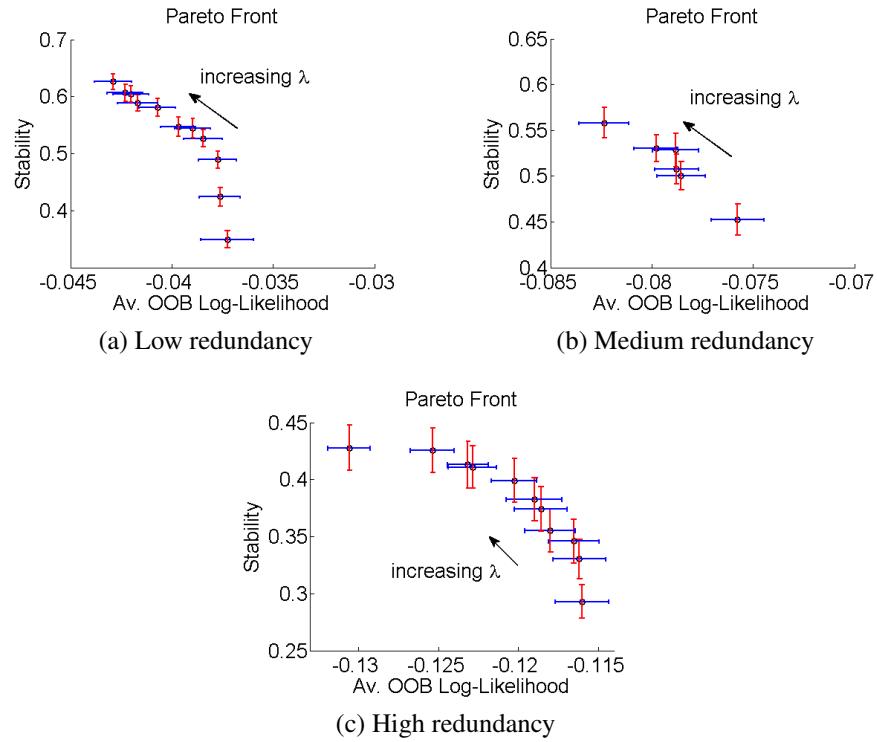 Pareto Front
0.7
0.6
0.5
0.4
Stability
increasing λ
-0.045
-0.04
-0.035
-0.03
Av. OOB Log-Likelihood
(a) Low redundancy
Pareto Front
0.65
0.6
0.55
0.5
0.45
0.4
Stability
increasing λ
-0.085
-0.08
-0.075
-0.07
Av. OOB Log-Likelihood
(b) Medium redundancy
Pareto Front
0.45
0.4
0.35
0.3
0.25
Stability
increasing λ
-0.13
-0.125
-0.12
-0.115
Av. OOB Log-Likelihood
(c) High redundancy